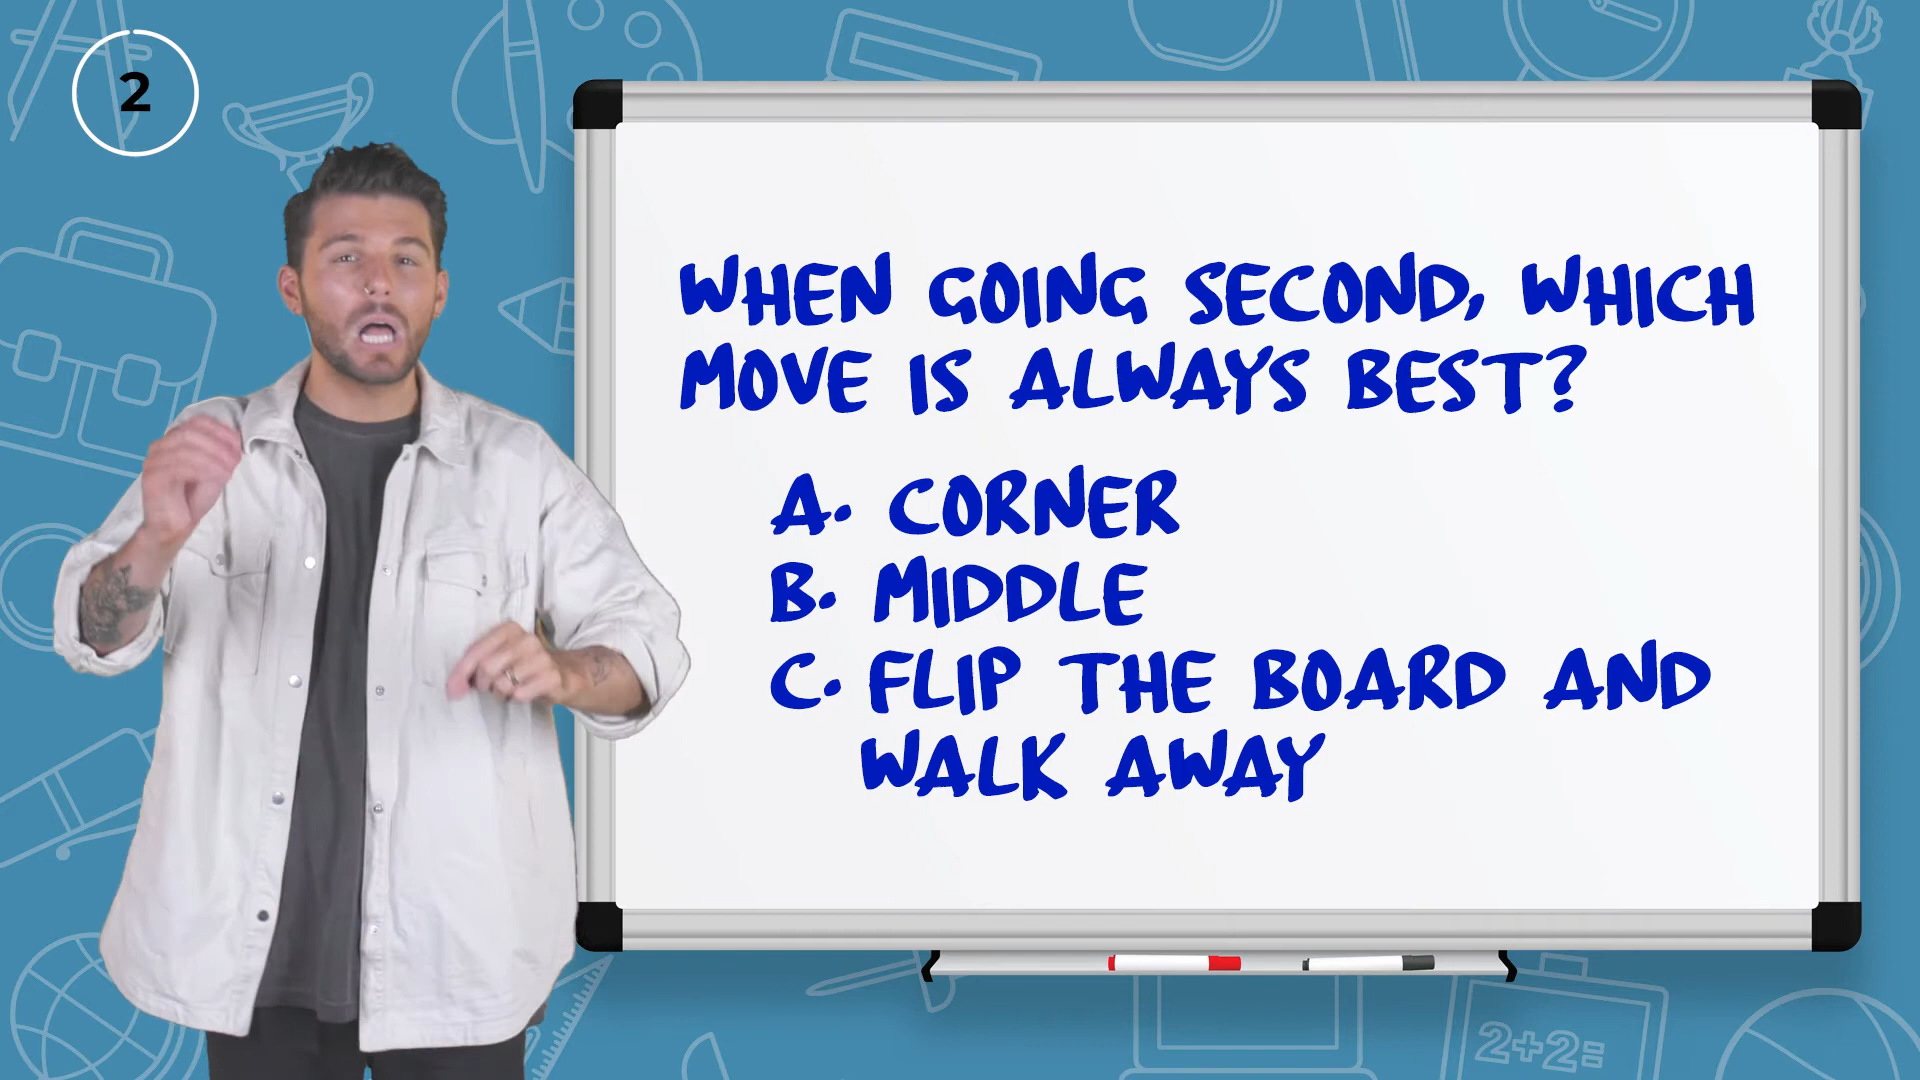 2
WHEN GOING SECOND, WHICH
MOVE IS ALWAYS BEST?
A. CORNER
B. MIDDLE
C. FLIP THE BOARD AND
WALK AWAY
2+2=